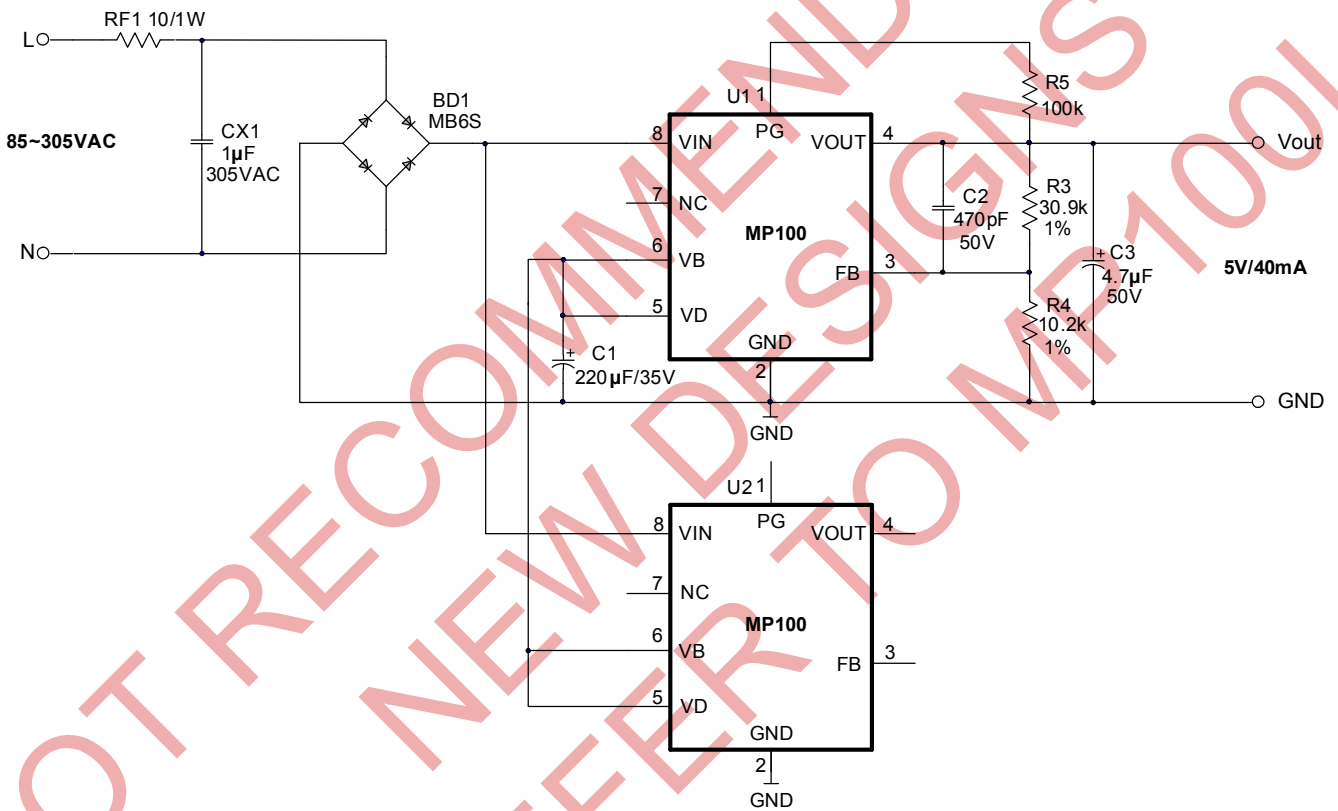 RF1 10/1W
L
CX1
1µF
305VAC
85~305VAC
N
BD1
MB6S
U1
1
PG
8
VIN
VOUT
4
7
NC
MP100
6
VB
FB
3
5
VD
GND
2
GND
C1
220µF/35V
+
C2
470pF
50V
R5
100k
R3
30.9k
1%
R4
10.2k
1%
+
C3
4.7µF
50V
Vout
5V/40mA
GND
U2
1
PG
8
VIN
VOUT
4
7
NC
MP100
6
VB
FB
3
5
VD
GND
2
GND
OT RECOMMEND
NEW DESIGNS
EFER TO MP100L